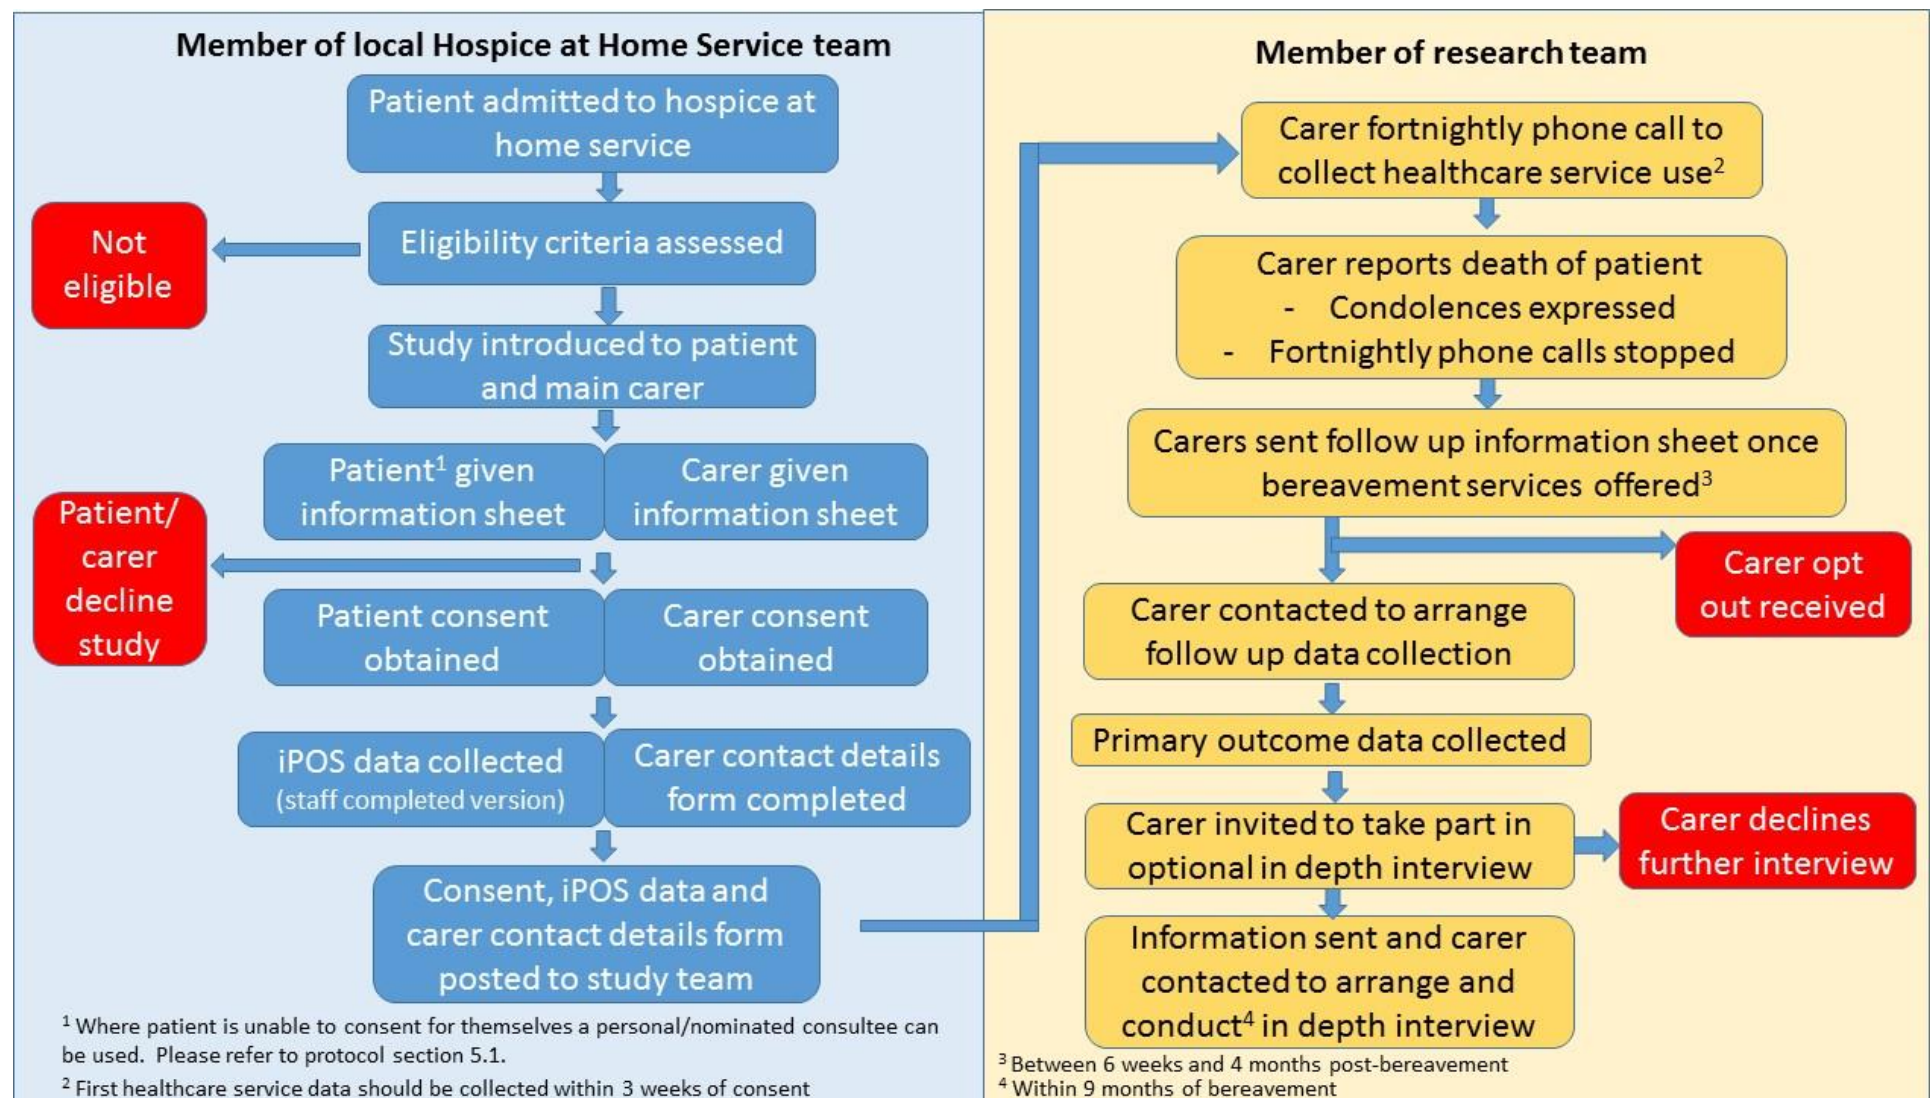 Member of local Hospice at Home Service team
Patient admitted to hospice at
home service
Not
eligible
Eligibility criteria assessed
Study introduced to patient
and main carer
Patient¹ given
information sheet
Carer given
information sheet
Patient/
carer
decline
study
Patient consent
obtained
Carer consent
obtained
iPOS data collected
(staff completed version)
Carer contact details
form completed
Consent, iPOS data and
carer contact details form
posted to study team
¹ Where patient is unable to consent for themselves a personal/nominated consultee can
be used. Please refer to protocol section 5.1.
² First healthcare service data should be collected within 3 weeks of consent
Member of research team
Carer fortnightly phone call to
collect healthcare service use²
Carer reports death of patient
- Condolences expressed
- Fortnightly phone calls stopped
Carers sent follow up information sheet once
bereavement services offered³
Carer opt
out received
Carer contacted to arrange
follow up data collection
Primary outcome data collected
Carer invited to take part in
optional in depth interview
Carer declines
further interview
Information sent and carer
contacted to arrange and
conduct⁴ in depth interview
³ Between 6 weeks and 4 months post-bereavement
⁴ Within 9 months of bereavement